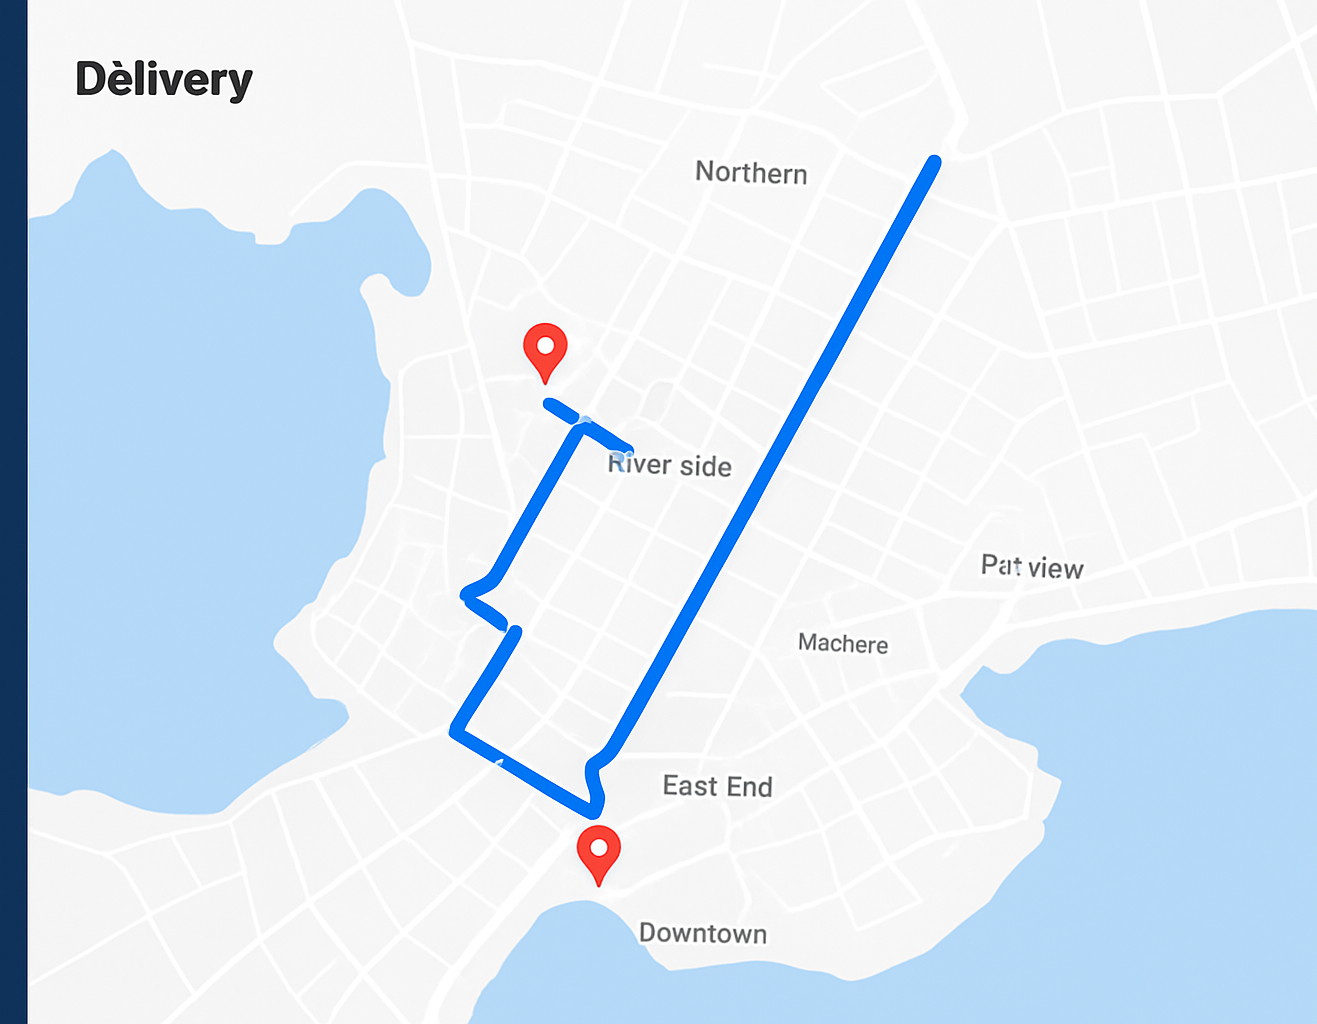 Dèlivery
Northern
River side
Pat view
Machere
East End
Downtown